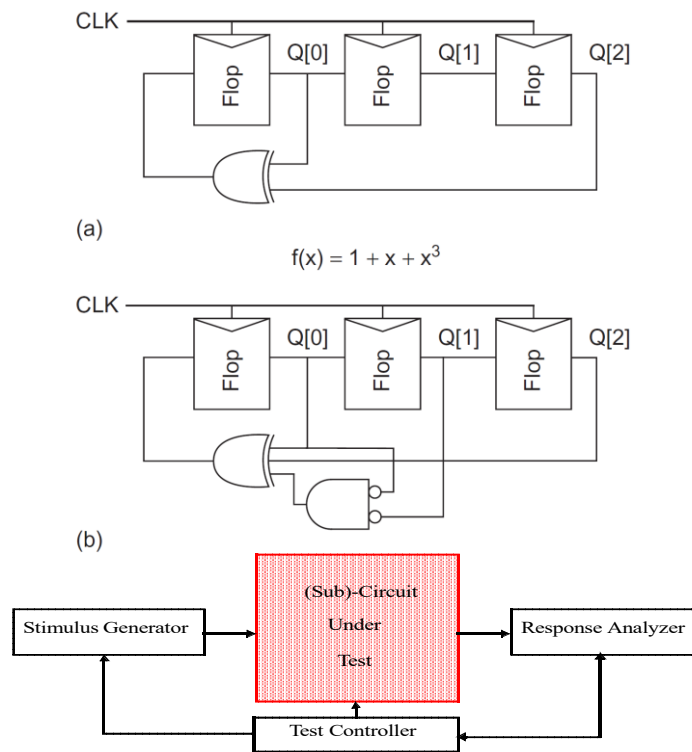 CLK
Q[0] Q[1] Q[2]
Flop Flop Flop
(a)
f(x) = 1 + x + x³
CLK
Q[0] Q[1] Q[2]
Flop Flop Flop
(b)
(Sub)-Circuit
Under
Test
Stimulus Generator
Response Analyzer
Test Controller